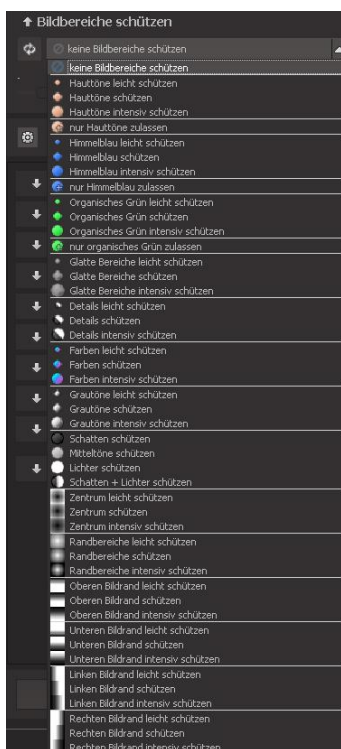 Bildbereiche schützen
keine Bildbereiche schützen
keine Bildbereiche schützen
Hauttöne leicht schützen
Hauttöne schützen
Hauttöne intensiv schützen
nur Hauttöne zulassen
Himmelblau leicht schützen
Himmelblau schützen
Himmelblau intensiv schützen
nur Himmelblau zulassen
Organisches Grün leicht schützen
Organisches Grün schützen
Organisches Grün intensiv schützen
nur organisches Grün zulassen
Glatte Bereiche leicht schützen
Glatte Bereiche schützen
Glatte Bereiche intensiv schützen
Details leicht schützen
Details schützen
Details intensiv schützen
Farben leicht schützen
Farben schützen
Farben intensiv schützen
Grautöne leicht schützen
Grautöne schützen
Grautöne intensiv schützen
Schatten schützen
Mitteltöne schützen
Lichter schützen
Schatten + Lichter schützen
Zentrum leicht schützen
Zentrum schützen
Zentrum intensiv schützen
Randbereiche leicht schützen
Randbereiche schützen
Randbereiche intensiv schützen
Oberen Bildrand leicht schützen
Oberen Bildrand schützen
Oberen Bildrand intensiv schützen
Unteren Bildrand leicht schützen
Unteren Bildrand schützen
Unteren Bildrand intensiv schützen
Linken Bildrand leicht schützen
Linken Bildrand schützen
Linken Bildrand intensiv schützen
Rechten Bildrand leicht schützen
Rechten Bildrand schützen
Rechten Bildrand intensiv schützen